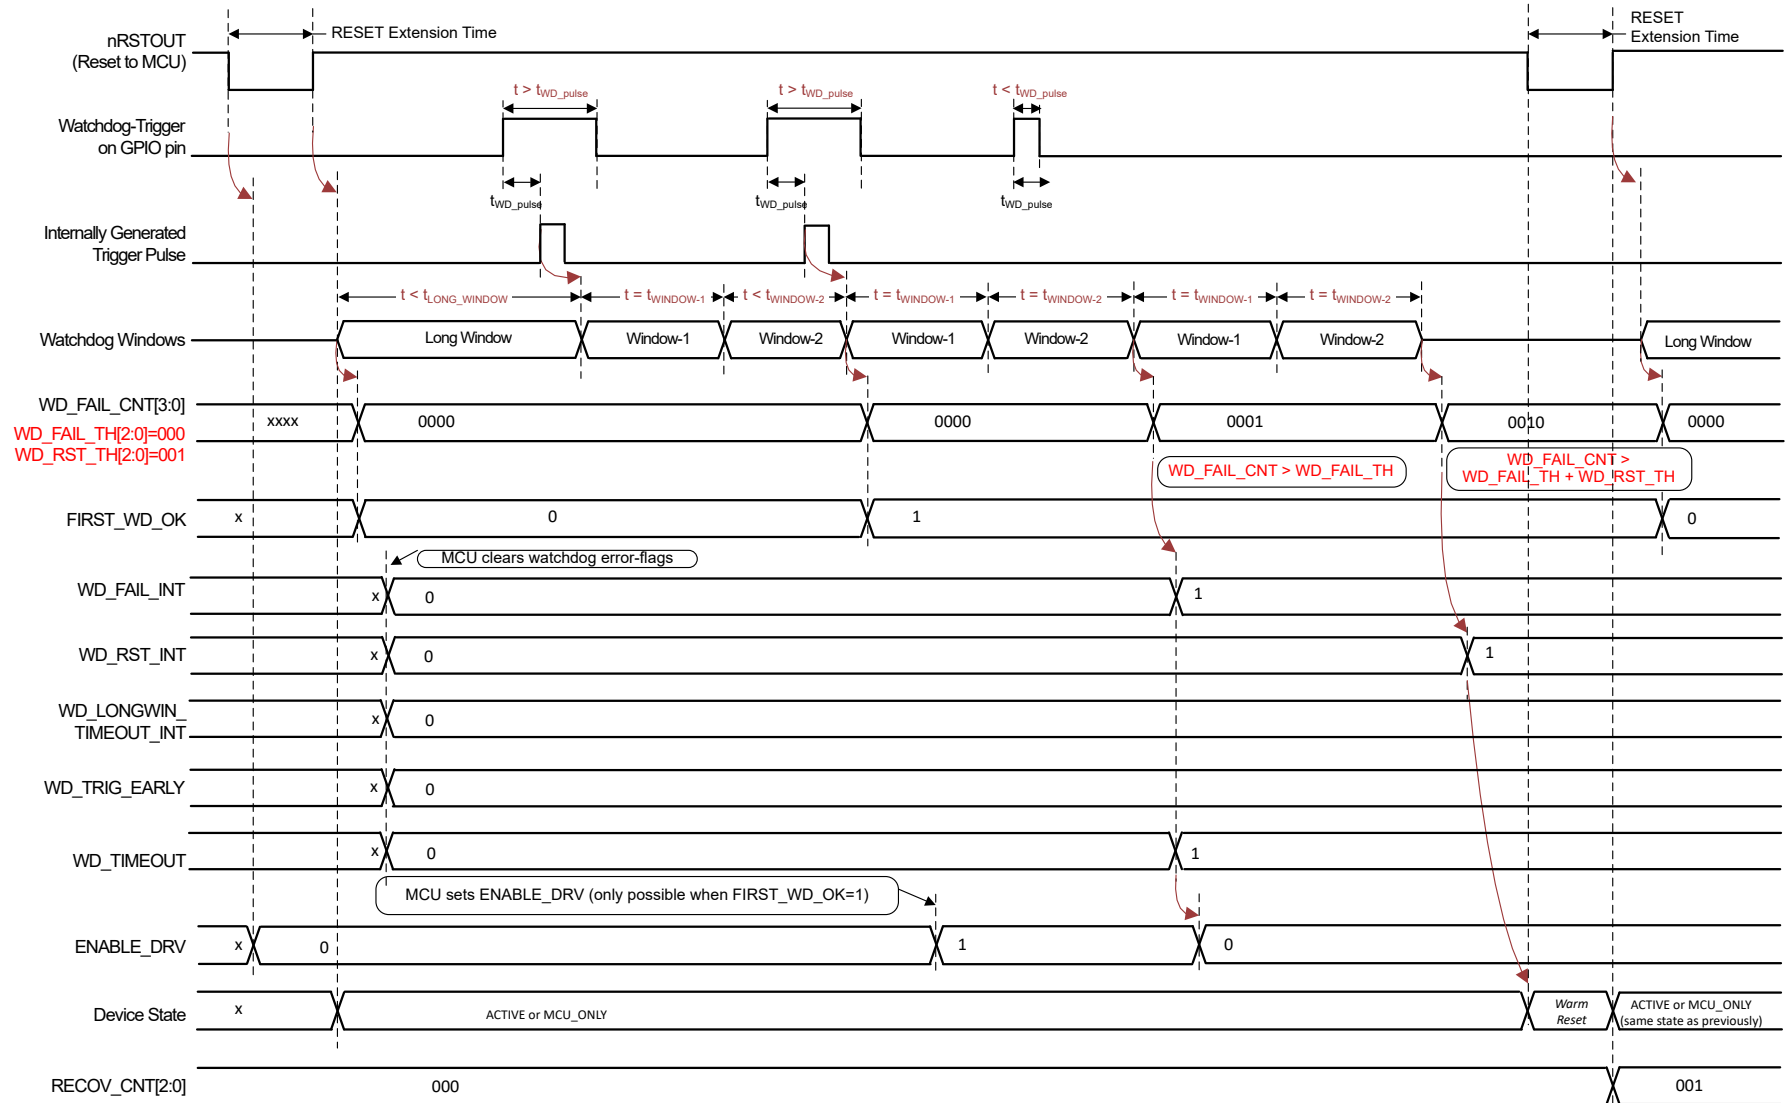 RESET Extension Time
RESET
Extension Time
nRSTOUT
(Reset to MCU)
t > tWD_pulse
t > tWD_pulse
t < tWD_pulse
Watchdog-Trigger
on GPIO pin
tWD_pulse
tWD_pulse
tWD_pulse
Internally Generated
Trigger Pulse
t < tLONG_WINDOW
t = tWINDOW-1
t < tWINDOW-2
t = tWINDOW-1
t = tWINDOW-2
t = tWINDOW-1
t = tWINDOW-2
Watchdog Windows
Long Window
Window-1
Window-2
Window-1
Window-2
Window-1
Window-2
Long Window
WD_FAIL_CNT[3:0]
WD_FAIL_TH[2:0]=000
WD_RST_TH[2:0]=001
xxxx
0000
0000
0001
0010
0000
WD_FAIL_CNT > WD_FAIL_TH
WD_FAIL_CNT >
WD_FAIL_TH + WD_RST_TH
FIRST_WD_OK
x
0
1
0
MCU clears watchdog error-flags
WD_FAIL_INT
x
0
1
WD_RST_INT
x
0
1
WD_LONGWIN_
TIMEOUT_INT
x
0
WD_TRIG_EARLY
x
0
WD_TIMEOUT
x
0
1
MCU sets ENABLE_DRV (only possible when FIRST_WD_OK=1)
ENABLE_DRV
x
0
1
0
Device State
x
ACTIVE or MCU_ONLY
Warm
Reset
ACTIVE or MCU_ONLY
(same state as previously)
RECOV_CNT[2:0]
000
001